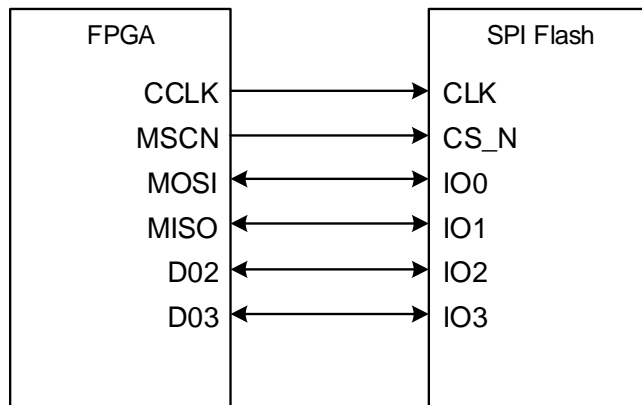 FPGA SPI Flash
CCLK CLK
MSCN CS_N
MOSI IO0
MISO IO1
D02 IO2
D03 IO3